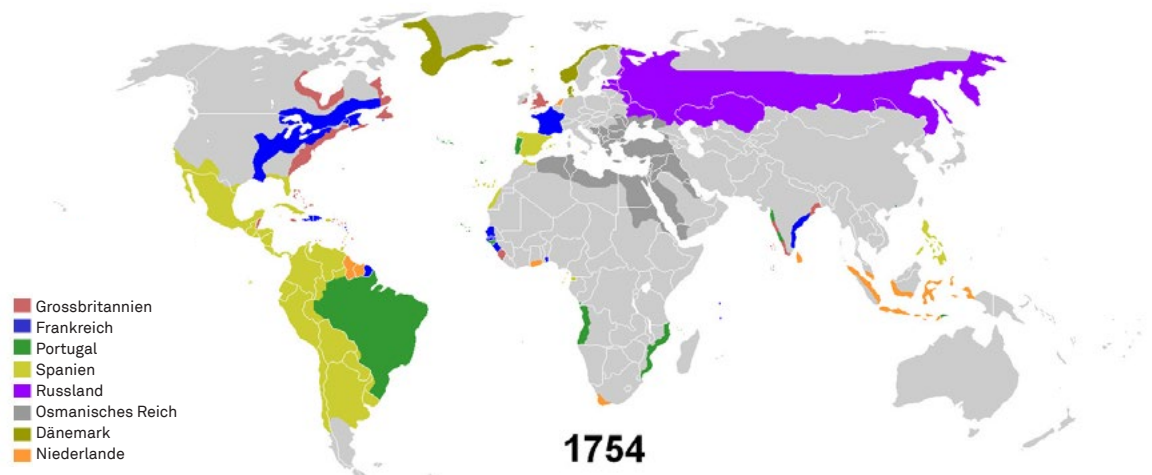 Grossbritannien
Frankreich
Portugal
Spanien
Russland
Osmanisches Reich
Dänemark
Niederlande
1754